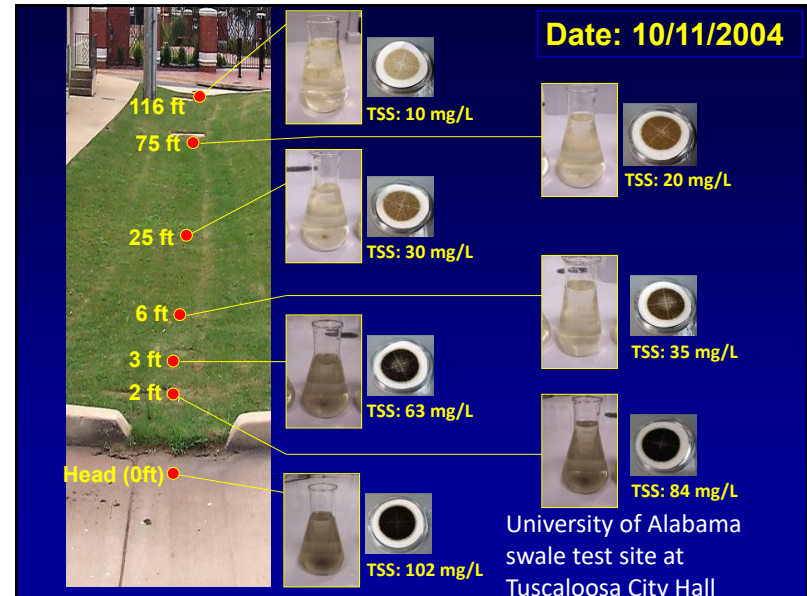 Date: 10/11/2004
116 ft
TSS: 10 mg/L
75 ft
TSS: 20 mg/L
25 ft
TSS: 30 mg/L
6 ft
TSS: 35 mg/L
3 ft
TSS: 63 mg/L
2 ft
TSS: 84 mg/L
Head (0ft)
TSS: 102 mg/L
University of Alabama
swale test site at
Tuscaloosa City Hall